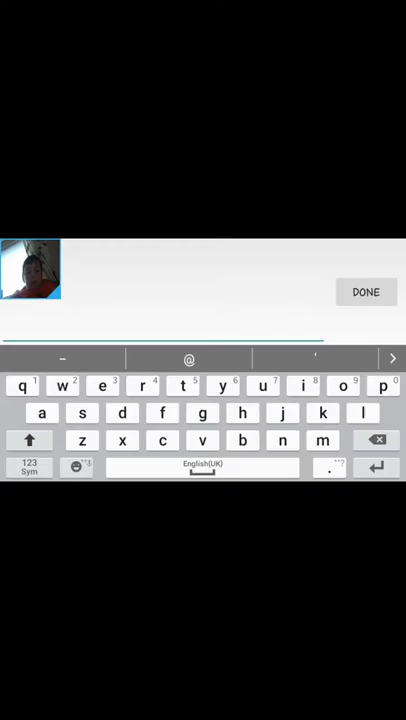 DONE
- @ '
q1 w2 e3 r4 t5 y6 u7 i8 o9 p0
a s d f g h j k l
z x c v b n m
123 English(UK) . "?
Sym